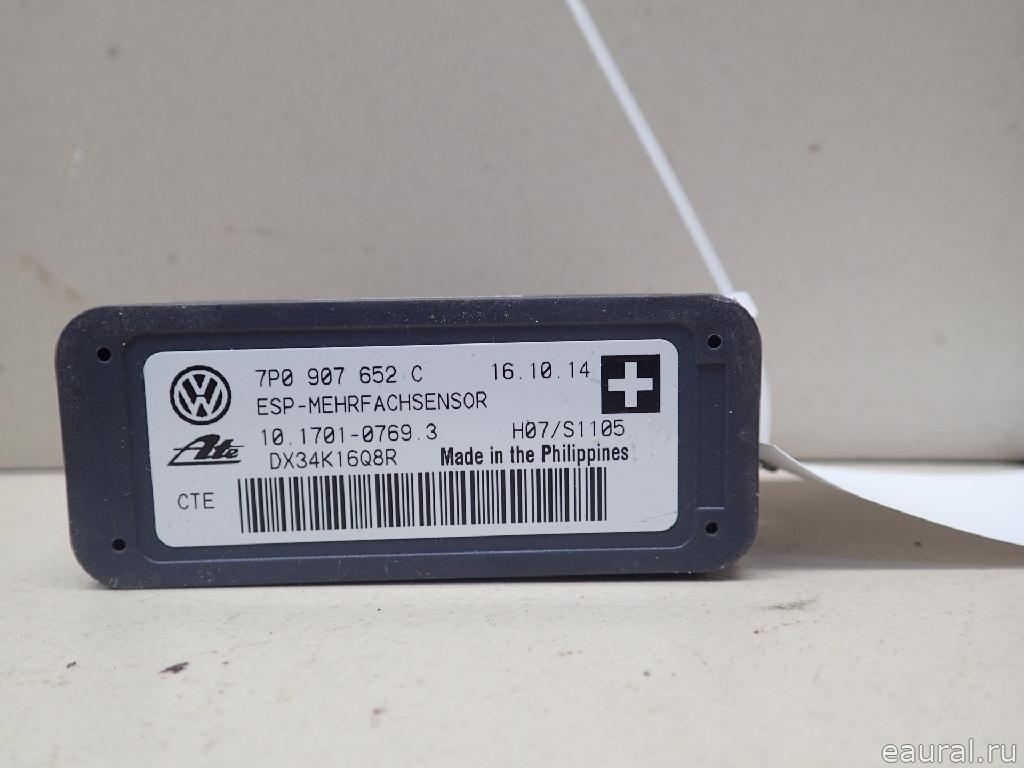 7P0 907 652 C 16.10.14
ESP-MEHRFACHSENSOR
Ate 10.1701-0769.3 H07/S1105
DX34K16Q8R Made in the Philippines
CTE
eaural.ru